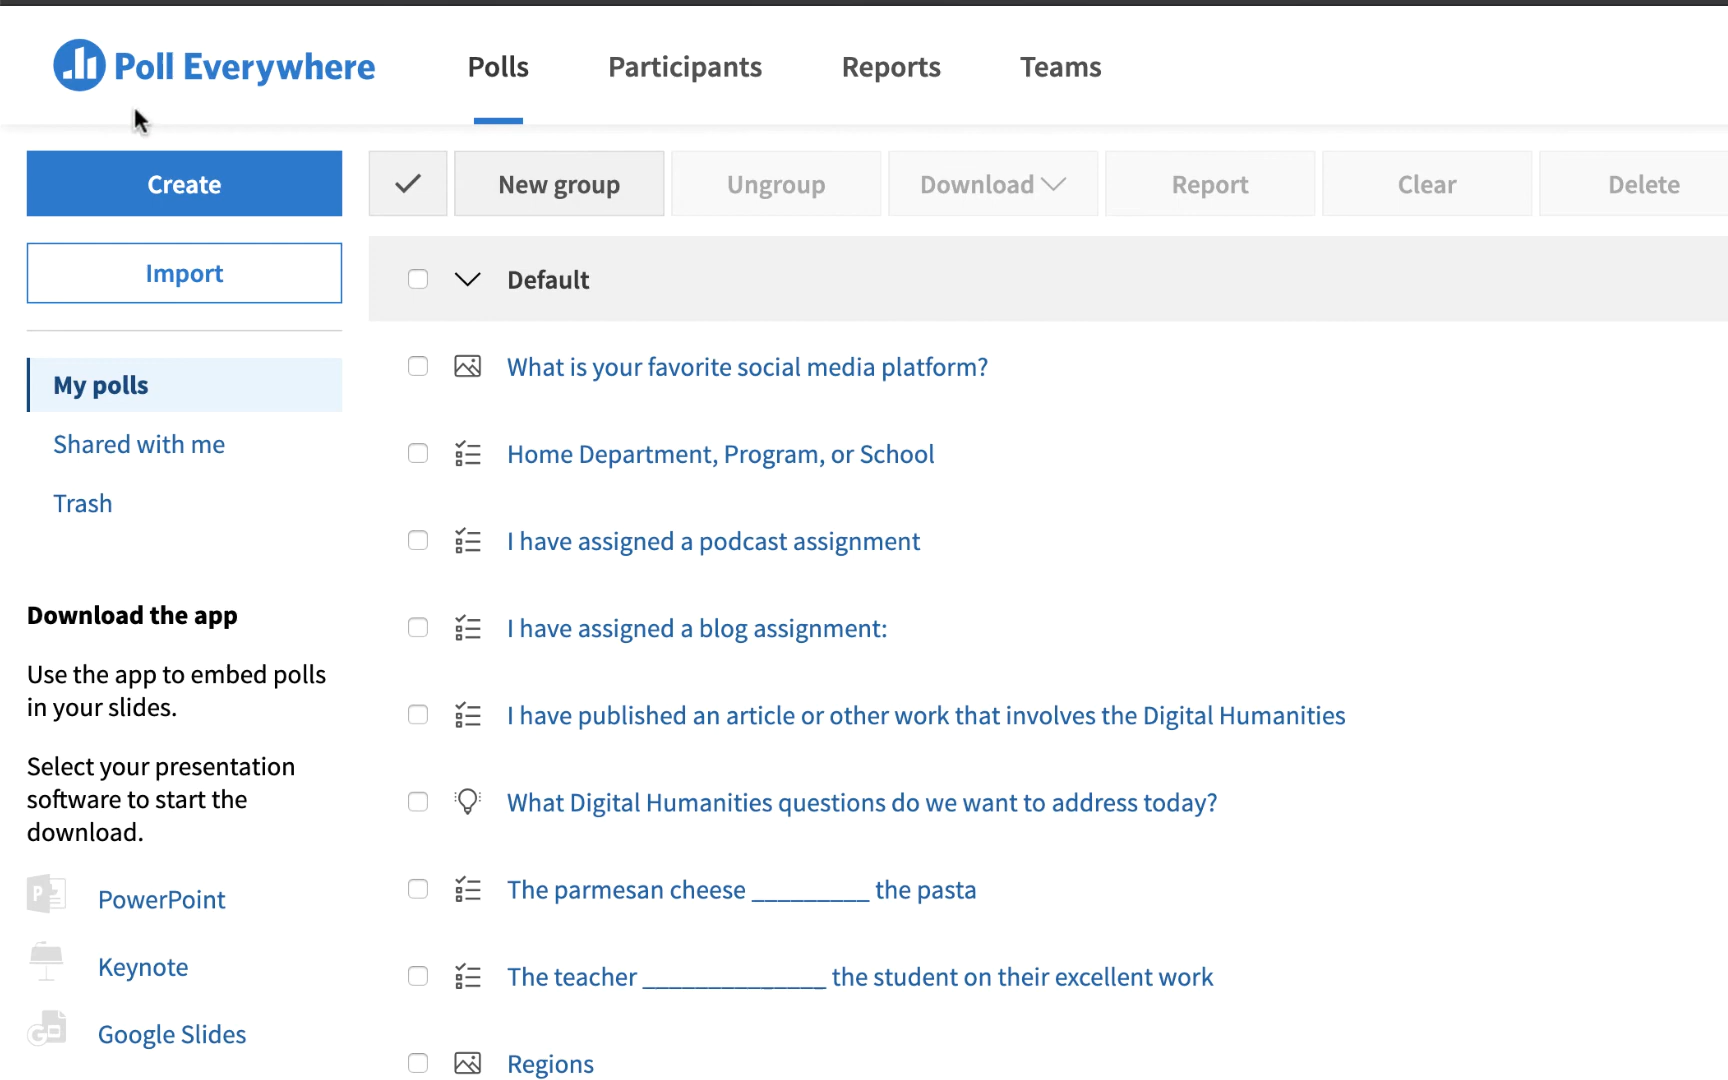 Poll Everywhere
Polls
Participants
Reports
Teams
Create
New group
Ungroup
Download
Report
Clear
Delete
Import
Default
My polls
Shared with me
Trash
What is your favorite social media platform?
Home Department, Program, or School
I have assigned a podcast assignment
I have assigned a blog assignment:
I have published an article or other work that involves the Digital Humanities
What Digital Humanities questions do we want to address today?
The parmesan cheese _________ the pasta
The teacher ______________ the student on their excellent work
Regions
Download the app
Use the app to embed polls
in your slides.
Select your presentation
software to start the
download.
PowerPoint
Keynote
Google Slides